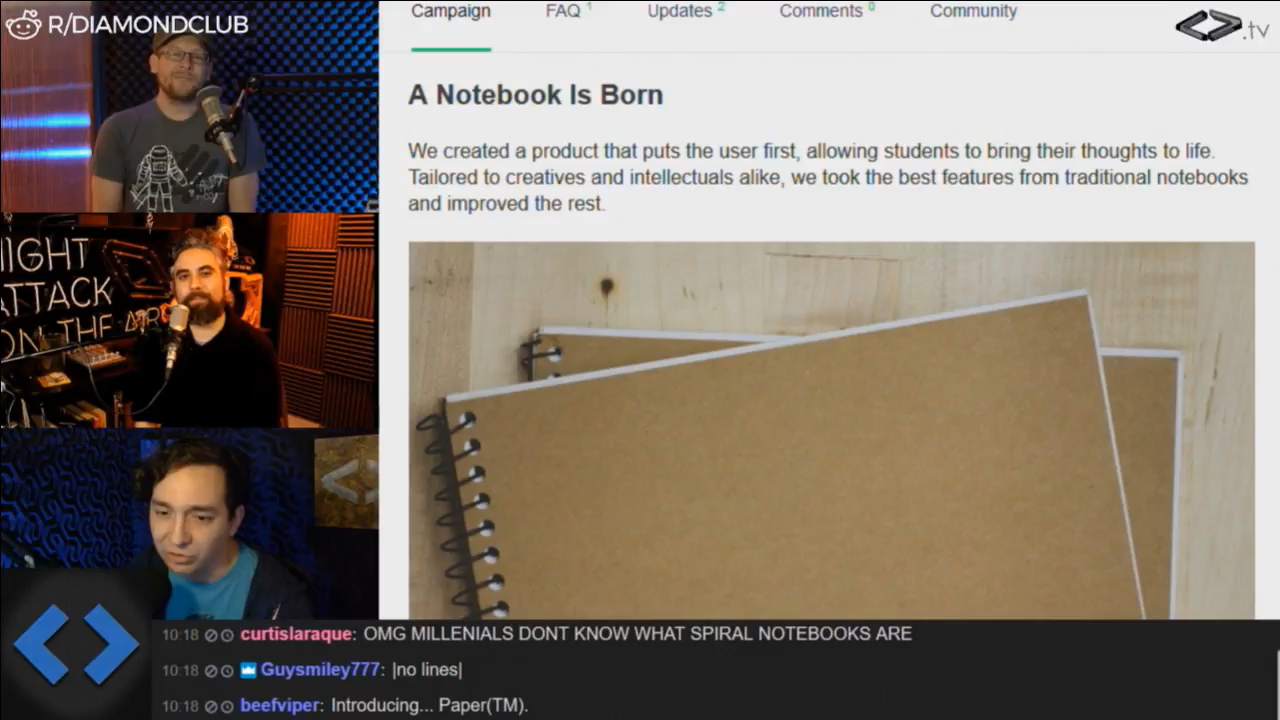 R/DIAMONDCLUB
Campaign FAQ 1 Updates 2 Comments 0 Community
.tv
A Notebook Is Born
We created a product that puts the user first, allowing students to bring their thoughts to life.
Tailored to creatives and intellectuals alike, we took the best features from traditional notebooks
and improved the rest.
NIGHT
ATTACK
ON THE AIR
10:18 curtislaraque: OMG MILLENIALS DONT KNOW WHAT SPIRAL NOTEBOOKS ARE
10:18 Guysmiley777: |no lines|
10:18 beefviper: Introducing... Paper(TM).